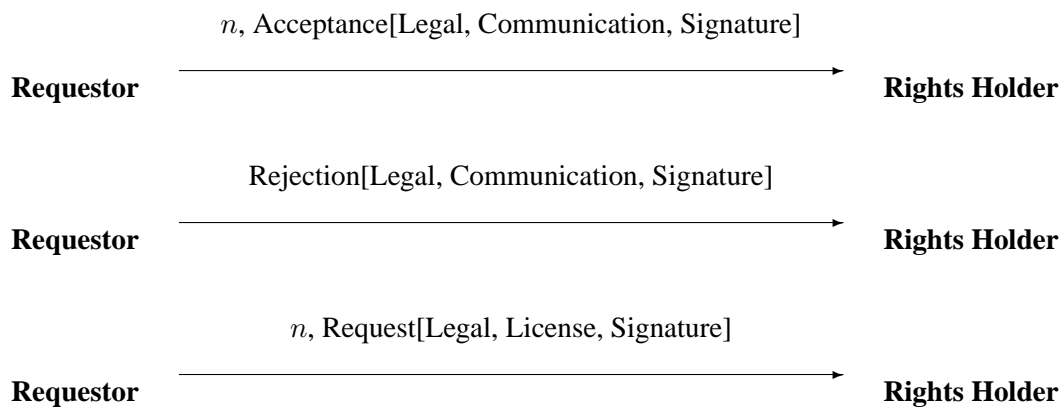 n, Acceptance[Legal, Communication, Signature]
Requestor Rights Holder
Rejection[Legal, Communication, Signature]
Requestor Rights Holder
n, Request[Legal, License, Signature]
Requestor Rights Holder